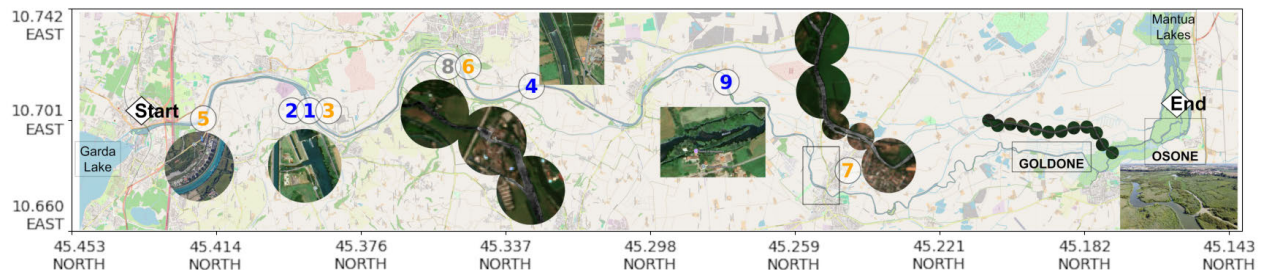 10.742
EAST
Mantua
Lakes
8 6
4
9
Start
2 1 3
5
End
10.701
EAST
Garda
Lake
7
GOLDONE
OSONE
10.660
EAST
45.453
NORTH
45.414
NORTH
45.376
NORTH
45.337
NORTH
45.298
NORTH
45.259
NORTH
45.221
NORTH
45.182
NORTH
45.143
NORTH